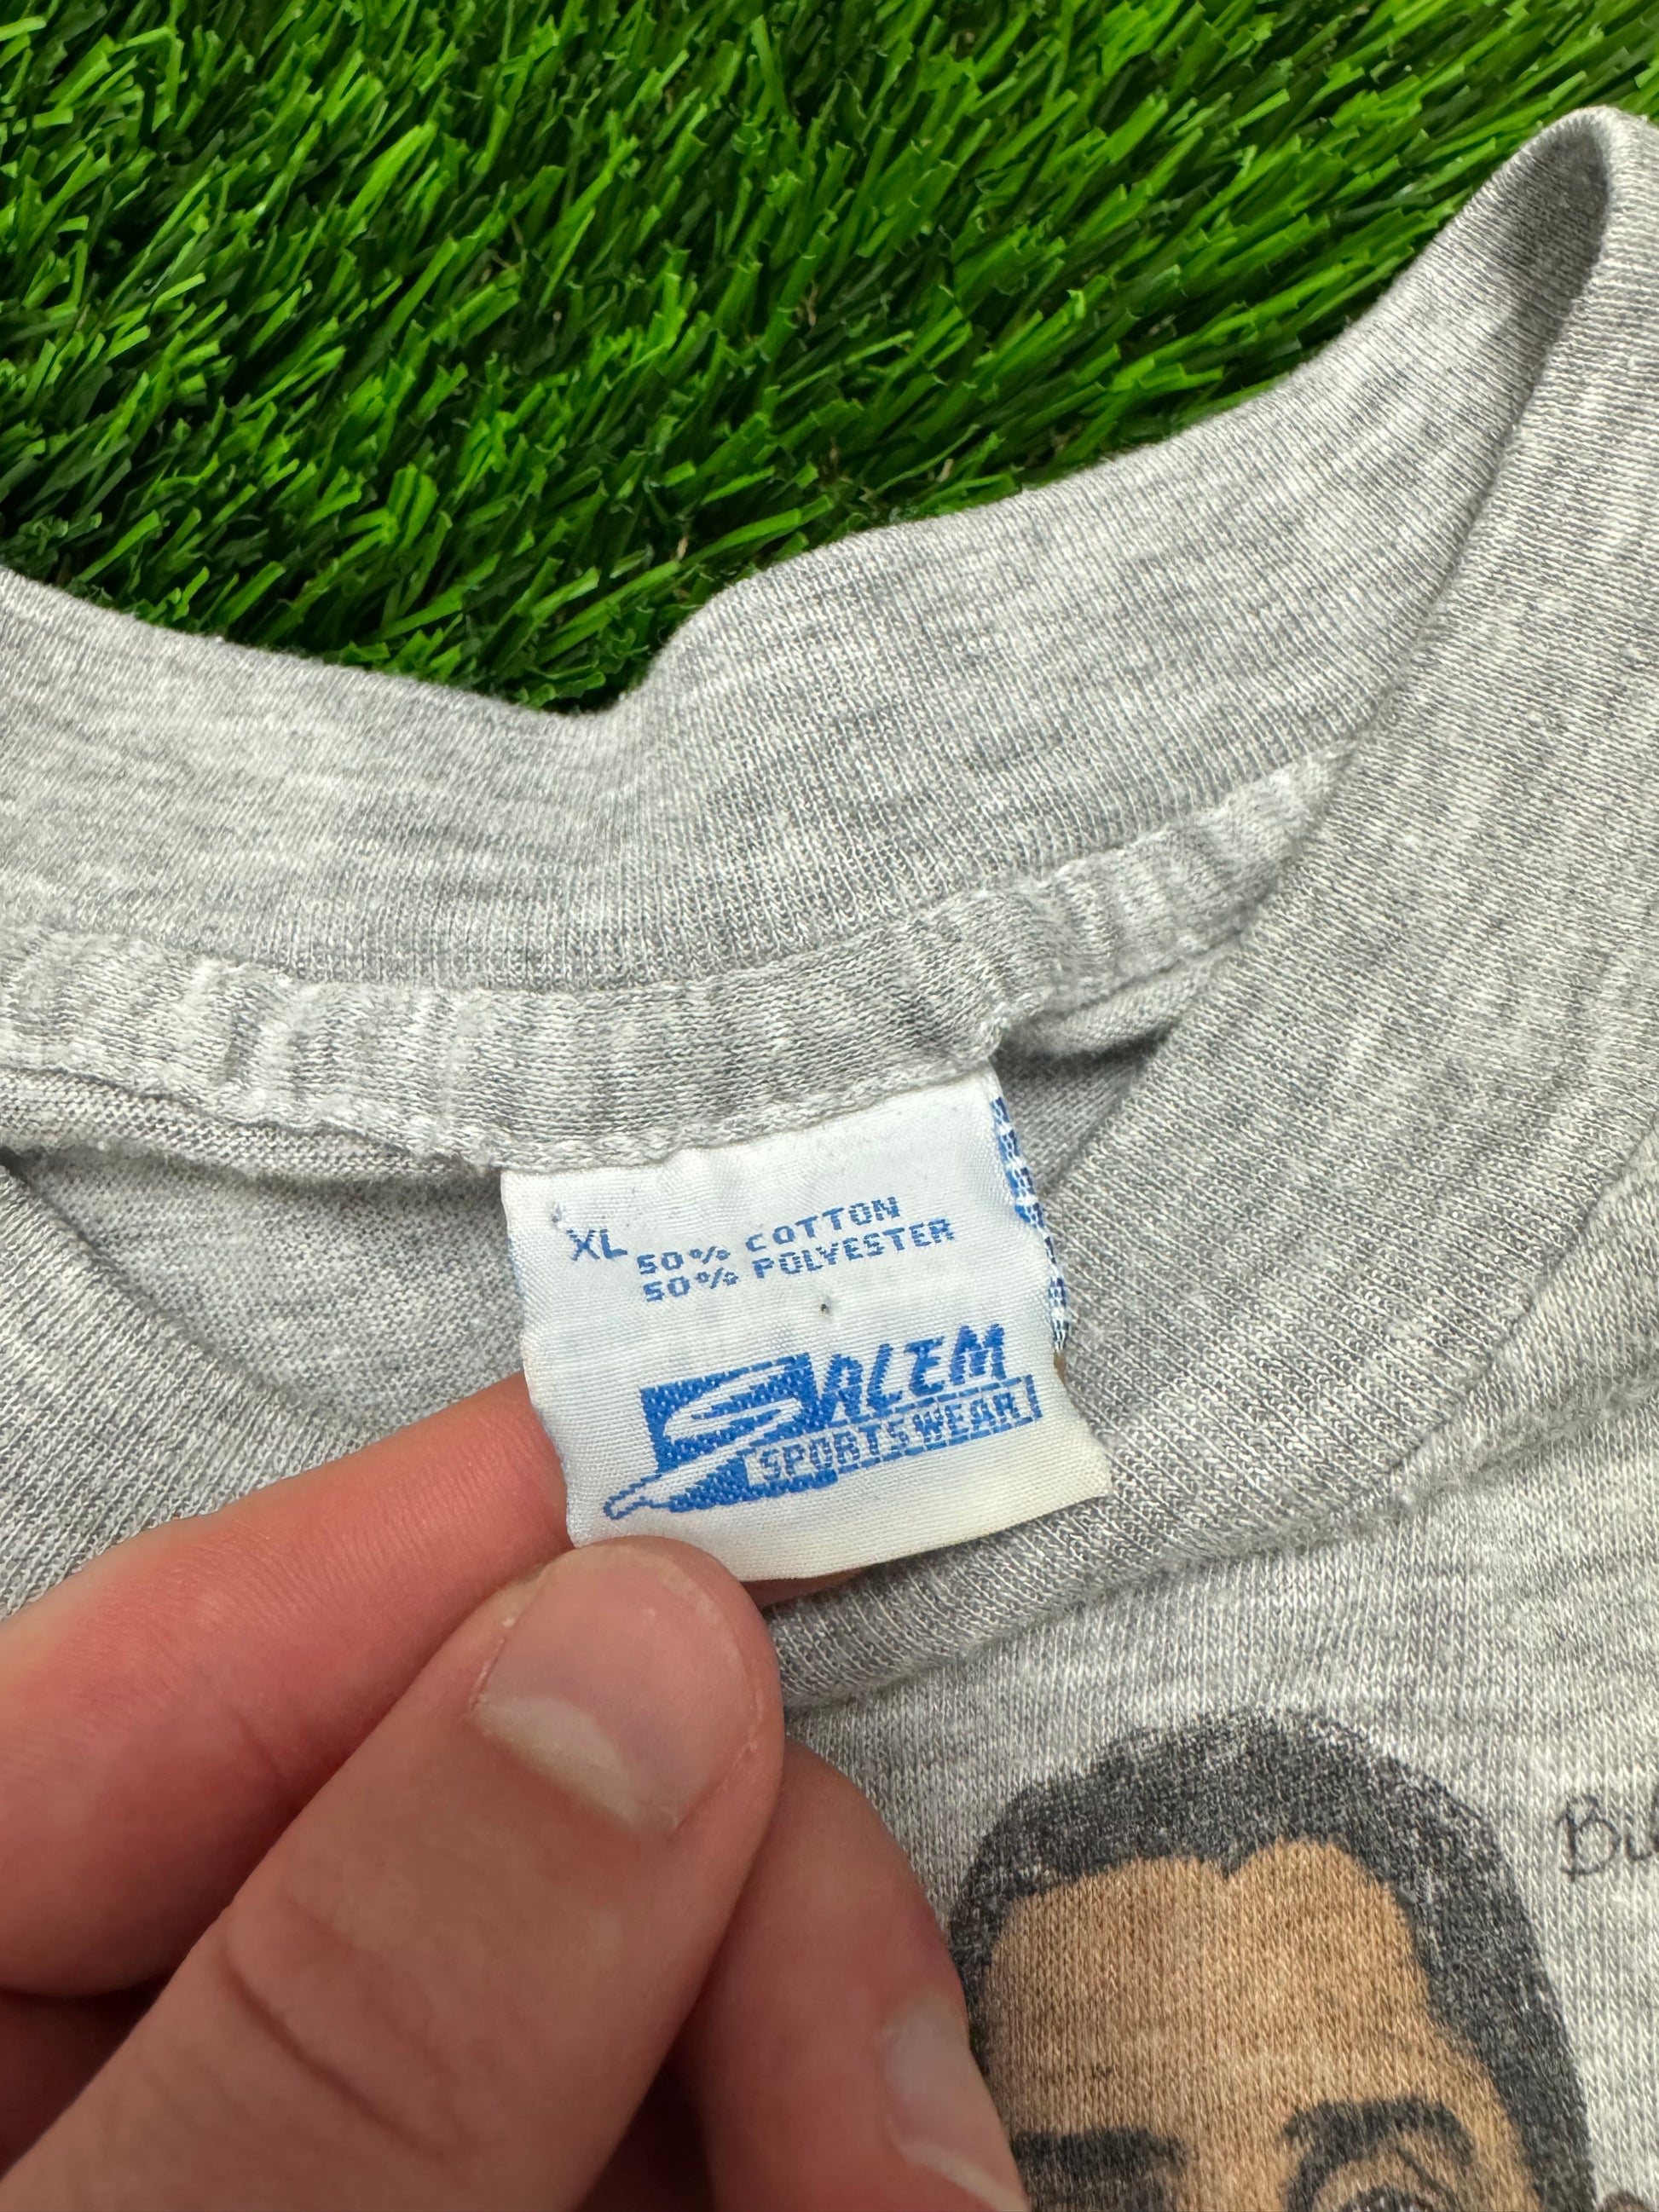 XL
50% COTTON
50% POLYESTER
SALEM
SPORTSWEAR